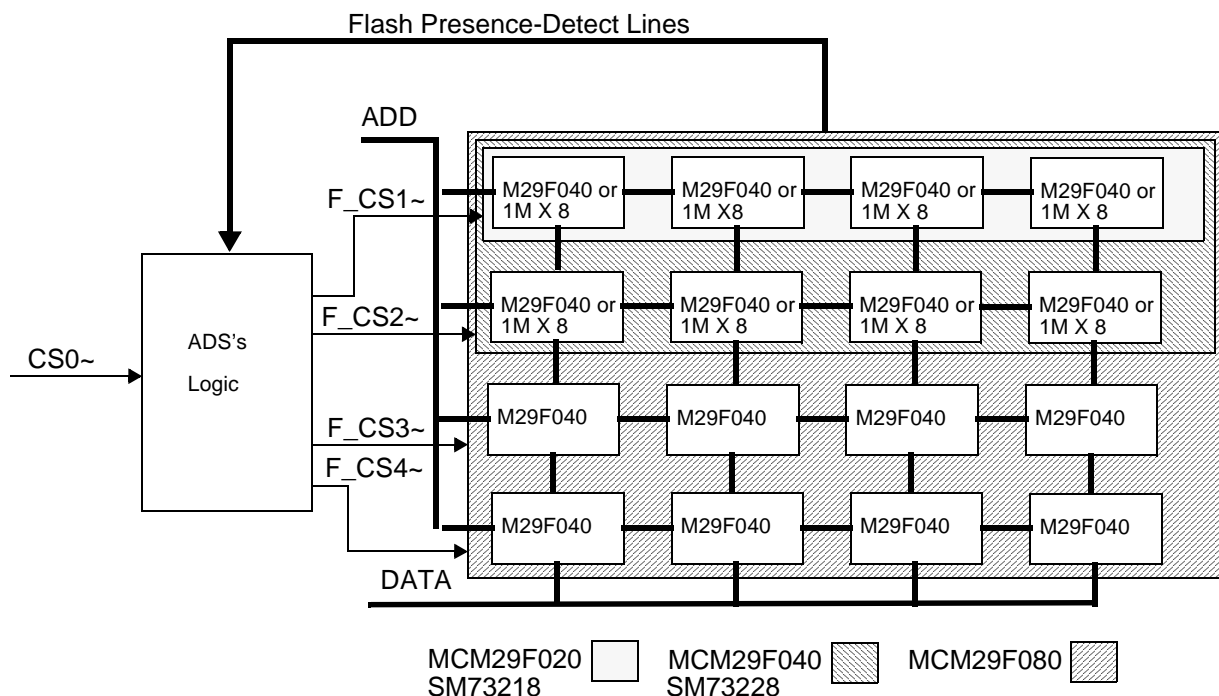 Flash Presence-Detect Lines
ADD
F_CS1~
M29F040 or
1M X 8
M29F040 or
1M X8
M29F040 or
1M X 8
M29F040 or
1M X 8
F_CS2~
M29F040 or
1M X 8
M29F040 or
1M X 8
M29F040 or
1M X 8
M29F040 or
1M X 8
CS0~
ADS's
Logic
F_CS3~
M29F040
M29F040
M29F040
M29F040
F_CS4~
M29F040
M29F040
M29F040
M29F040
DATA
MCM29F020
SM73218
MCM29F040
SM73228
MCM29F080